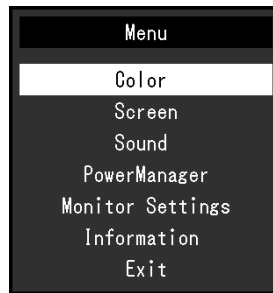 Menu
Color
Screen
Sound
PowerManager
Monitor Settings
Information
Exit